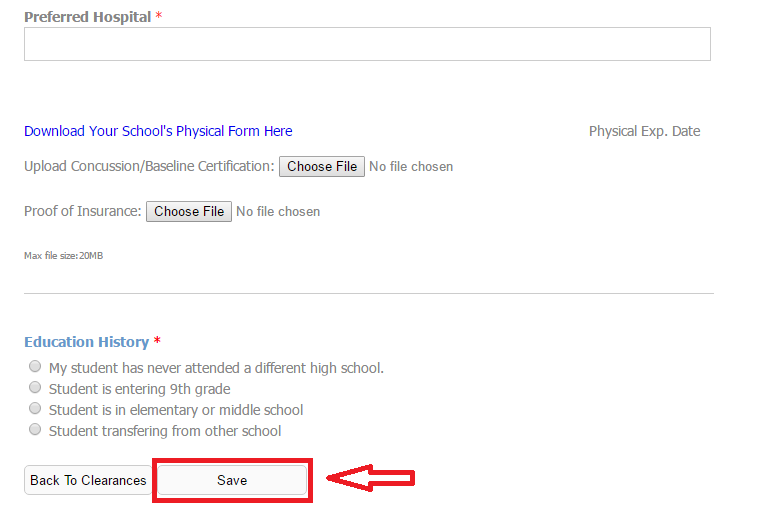 Preferred Hospital *
Download Your School's Physical Form Here Physical Exp. Date
Upload Concussion/Baseline Certification: Choose File No file chosen
Proof of Insurance: Choose File No file chosen
Max file size:20MB
Education History *
My student has never attended a different high school.
Student is entering 9th grade
Student is in elementary or middle school
Student transfering from other school
Back To Clearances Save